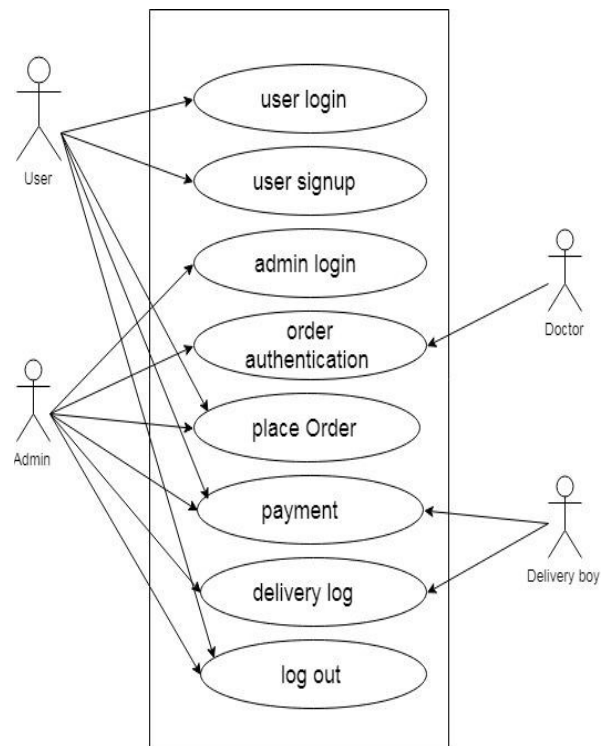 user login
User
user signup
admin login
order
authentication
Doctor
Admin
place Order
payment
Delivery boy
delivery log
log out